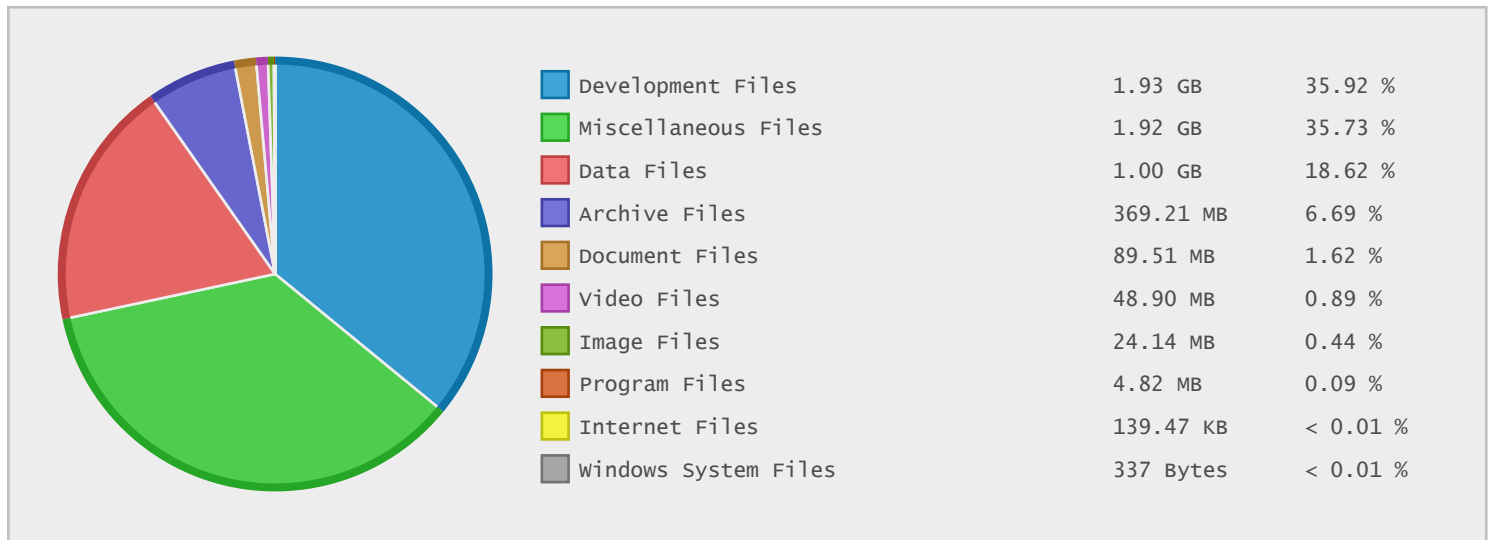 Development Files 1.93 GB 35.92 %
Miscellaneous Files 1.92 GB 35.73 %
Data Files 1.00 GB 18.62 %
Archive Files 369.21 MB 6.69 %
Document Files 89.51 MB 1.62 %
Video Files 48.90 MB 0.89 %
Image Files 24.14 MB 0.44 %
Program Files 4.82 MB 0.09 %
Internet Files 139.47 KB < 0.01 %
Windows System Files 337 Bytes < 0.01 %